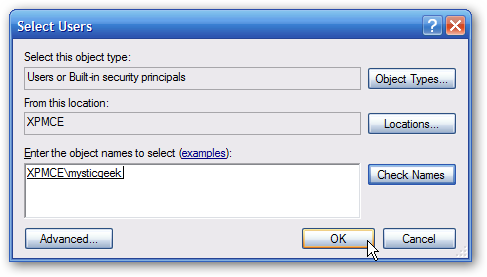 Select Users
Select this object type:
Users or Built-in security principals
Object Types...
From this location:
XPMCE
Locations...
Enter the object names to select (examples):
XPMCE\mysticgeek
Check Names
Advanced...
OK
Cancel